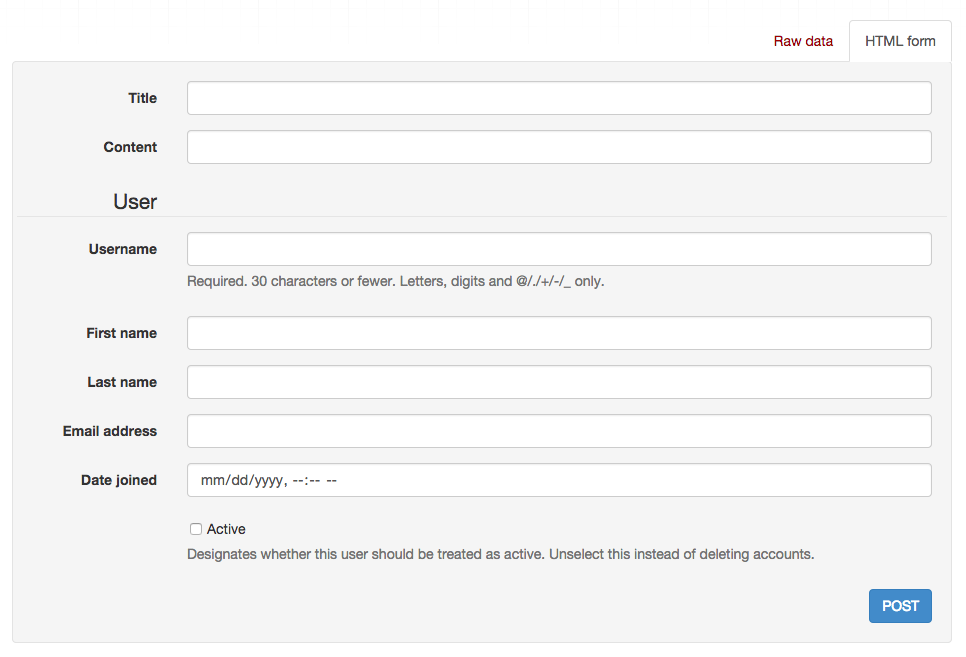 Raw data HTML form
Title
Content
User
Username
Required. 30 characters or fewer. Letters, digits and @/./+/-/_ only.
First name
Last name
Email address
Date joined mm/dd/yyyy, --:-- --
Active
Designates whether this user should be treated as active. Unselect this instead of deleting accounts.
POST